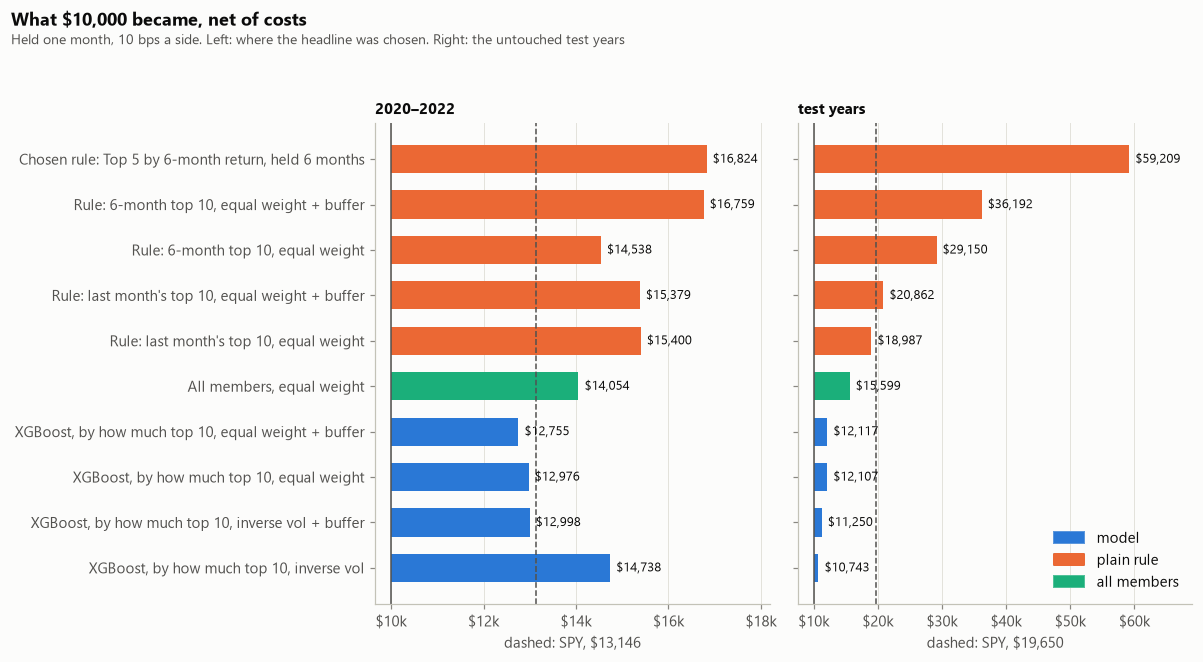 What $10,000 became, net of costs
Held one month, 10 bps a side. Left: where the headline was chosen. Right: the untouched test years
2020–2022
test years
Chosen rule: Top 5 by 6-month return, held 6 months
$16,824
$59,209
Rule: 6-month top 10, equal weight + buffer
$16,759
$36,192
Rule: 6-month top 10, equal weight
$14,538
$29,150
Rule: last month's top 10, equal weight + buffer
$15,379
$20,862
Rule: last month's top 10, equal weight
$15,400
$18,987
All members, equal weight
$14,054
$15,599
XGBoost, by how much top 10, equal weight + buffer
$12,755
$12,117
XGBoost, by how much top 10, equal weight
$12,976
$12,107
XGBoost, by how much top 10, inverse vol + buffer
$12,998
$11,250
XGBoost, by how much top 10, inverse vol
$14,738
$10,743
model
plain rule
all members
$10k $12k $14k $16k $18k
$10k $20k $30k $40k $50k $60k
dashed: SPY, $13,146
dashed: SPY, $19,650